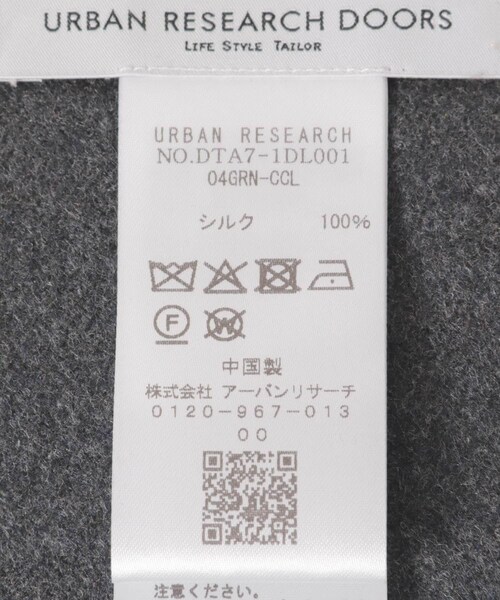 URBAN RESEARCH DOORS
LIFE STYLE TAILOR
URBAN RESEARCH
NO.DTA7-1DL001
04GRN-CCL
シルク 100%
F W
中国製
株式会社 アーバンリサーチ
0120-967-013
00
注意ください。